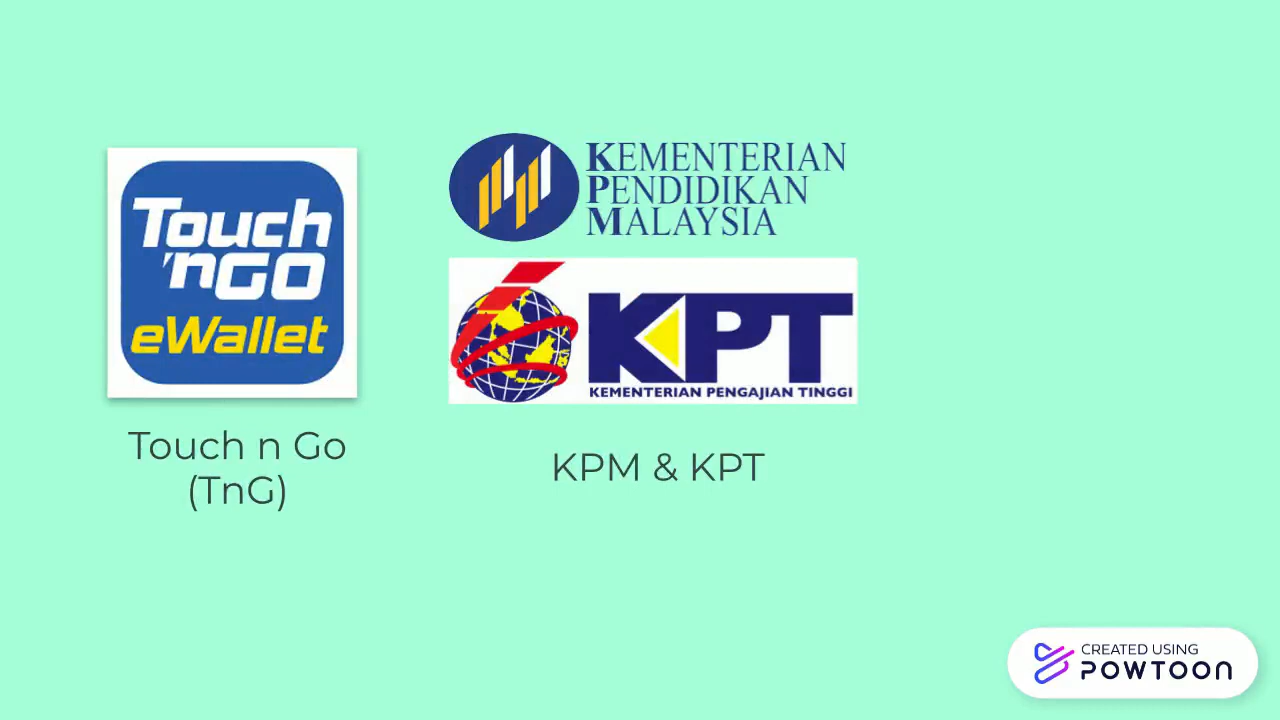 Touch
'nGO
eWallet
Touch n Go
(TnG)
KEMENTERIAN
PENDIDIKAN
MALAYSIA
KPT
KEMENTERIAN PENGAJIAN TINGGI
KPM & KPT
CREATED USING
POWTOON